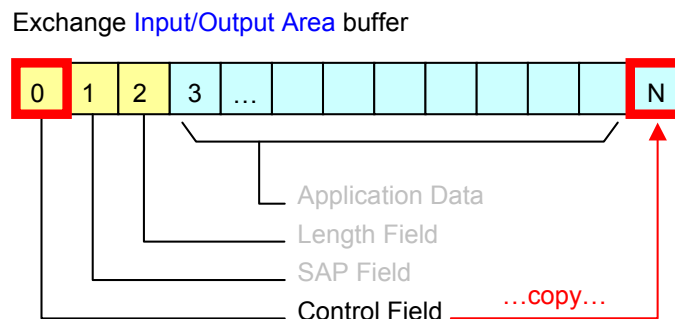 Exchange Input/Output Area buffer
0 1 2 3 … N
Application Data
Length Field
SAP Field
Control Field …copy…